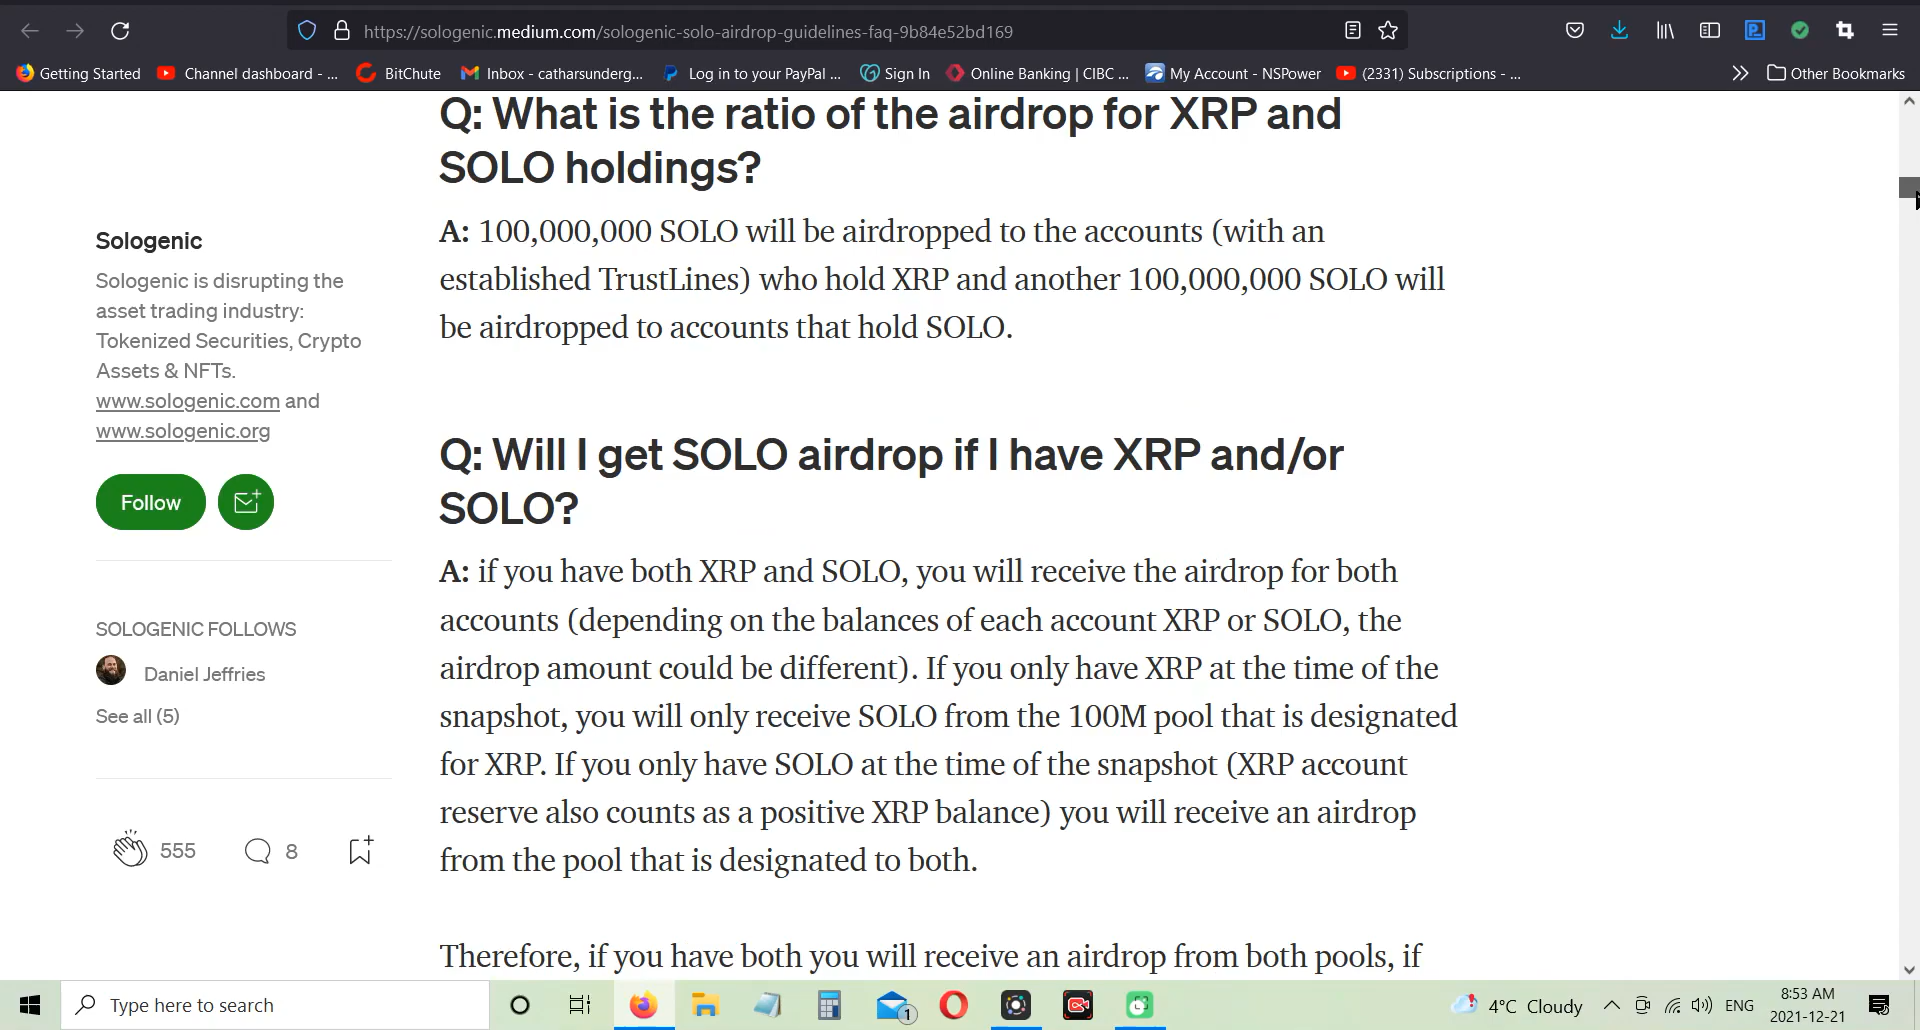 https://sologenic.medium.com/sologenic-solo-airdrop-guidelines-faq-9b84e52bd169
Getting Started
Channel dashboard - ...
BitChute
Inbox - catharsunderg...
Log in to your PayPal ...
Sign In
Online Banking | CIBC ...
My Account - NSPower
(2331) Subscriptions - ...
Other Bookmarks
Q: What is the ratio of the airdrop for XRP and
SOLO holdings?
A: 100,000,000 SOLO will be airdropped to the accounts (with an
established TrustLines) who hold XRP and another 100,000,000 SOLO will
be airdropped to accounts that hold SOLO.
Q: Will I get SOLO airdrop if I have XRP and/or
SOLO?
A: if you have both XRP and SOLO, you will receive the airdrop for both
accounts (depending on the balances of each account XRP or SOLO, the
airdrop amount could be different). If you only have XRP at the time of the
snapshot, you will only receive SOLO from the 100M pool that is designated
for XRP. If you only have SOLO at the time of the snapshot (XRP account
reserve also counts as a positive XRP balance) you will receive an airdrop
from the pool that is designated to both.
Therefore, if you have both you will receive an airdrop from both pools, if
Sologenic
Sologenic is disrupting the
asset trading industry:
Tokenized Securities, Crypto
Assets & NFTs.
www.sologenic.com and
www.sologenic.org
Follow
SOLOGENIC FOLLOWS
Daniel Jeffries
See all (5)
555
8
Type here to search
1
4°C Cloudy
ENG
8:53 AM
2021-12-21